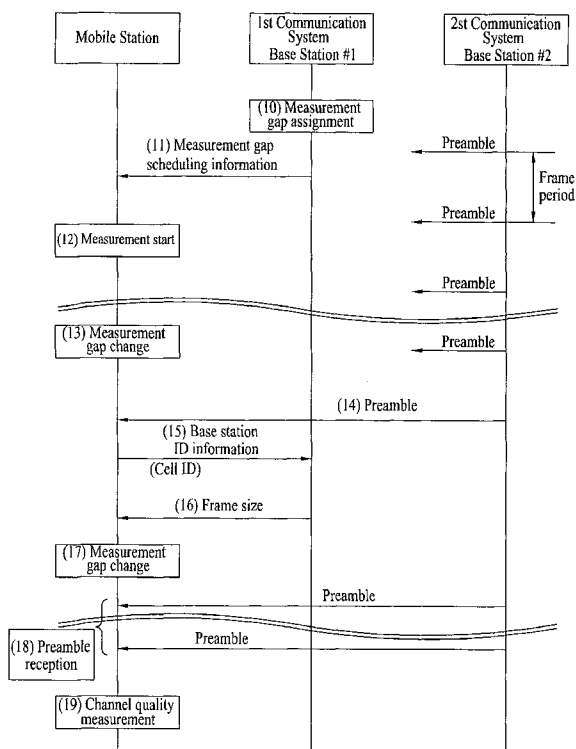 Mobile Station
1st Communication
System
Base Station #1
2st Communication
System
Base Station #2
(10) Measurement
gap assignment
(11) Measurement gap
scheduling information
Preamble
Frame
period
Preamble
(12) Measurement start
Preamble
(13) Measurement
gap change
Preamble
(14) Preamble
(15) Base station
ID information
(Cell ID)
(16) Frame size
(17) Measurement
gap change
Preamble
(18) Preamble
reception
Preamble
(19) Channel quality
measurement